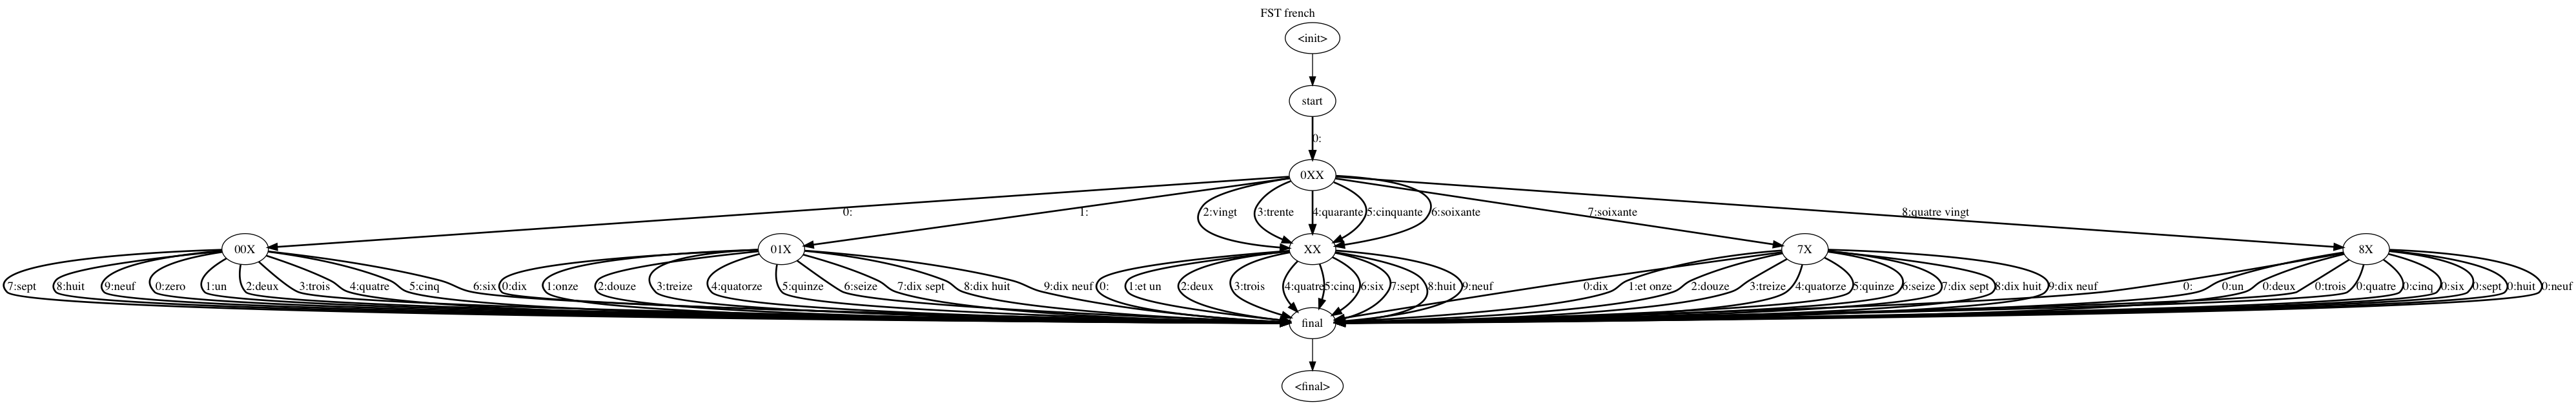 FST french
<init>
start
0:
0XX
0: 1: 2:vingt 3:trente 4:quarante 5:cinquante 6:soixante 7:soixante 8:quatre vingt
00X 01X XX 7X 8X
7:sept 8:huit 9:neuf 0:zero 1:un 2:deux 3:trois 4:quatre 5:cinq 6:six 0:dix 1:onze 2:douze 3:treize 4:quatorze 5:quinze 6:seize 7:dix sept 8:dix huit 9:dix neuf 0: 1:et un 2:deux 3:trois 4:quatre 5:cinq 6:six 7:sept 8:huit 9:neuf 0:dix 1:et onze 2:douze 3:treize 4:quatorze 5:quinze 6:seize 7:dix sept 8:dix huit 9:dix neuf 0: 0:un 0:deux 0:trois 0:quatre 0:cinq 0:six 0:sept 0:huit 0:neuf
final
<final>